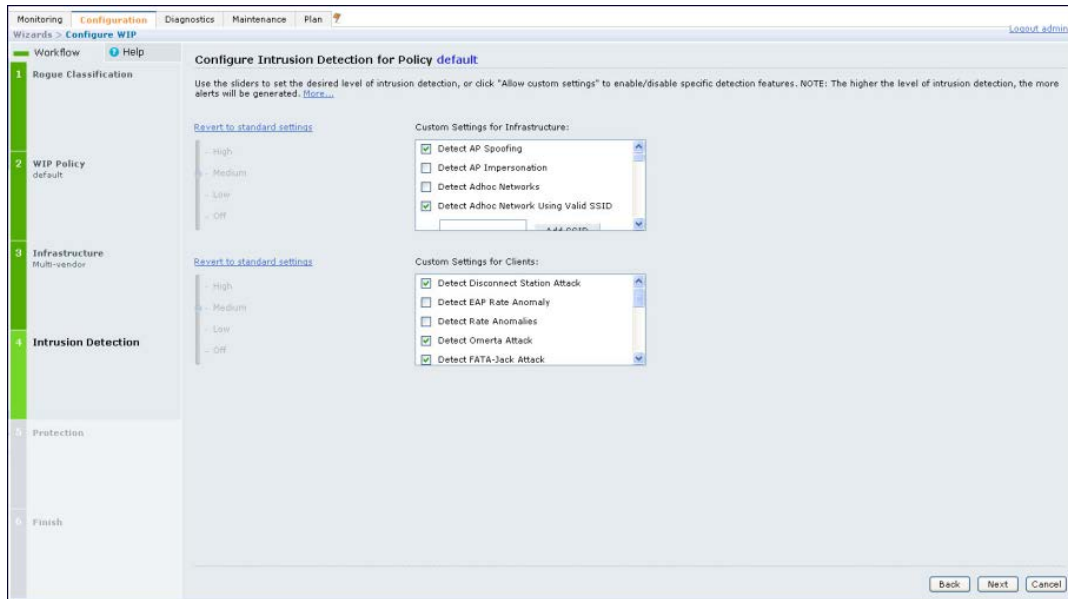 Monitoring Configuration Diagnostics Maintenance Plan
Wizards > Configure WIP
Logout admin
Workflow Help
1 Rogue Classification
2 WIP Policy
default
3 Infrastructure
Multi-vendor
4 Intrusion Detection
5 Protection
6 Finish
Configure Intrusion Detection for Policy default
Use the sliders to set the desired level of intrusion detection, or click "Allow custom settings" to enable/disable specific detection features. NOTE: The higher the level of intrusion detection, the more
alerts will be generated. More...
Revert to standard settings
High
Medium
Low
Off
Custom Settings for Infrastructure:
Detect AP Spoofing
Detect AP Impersonation
Detect Adhoc Networks
Detect Adhoc Network Using Valid SSID
Add SSID
Revert to standard settings
High
Medium
Low
Off
Custom Settings for Clients:
Detect Disconnect Station Attack
Detect EAP Rate Anomaly
Detect Rate Anomalies
Detect Omerta Attack
Detect FATA-Jack Attack
Back Next Cancel